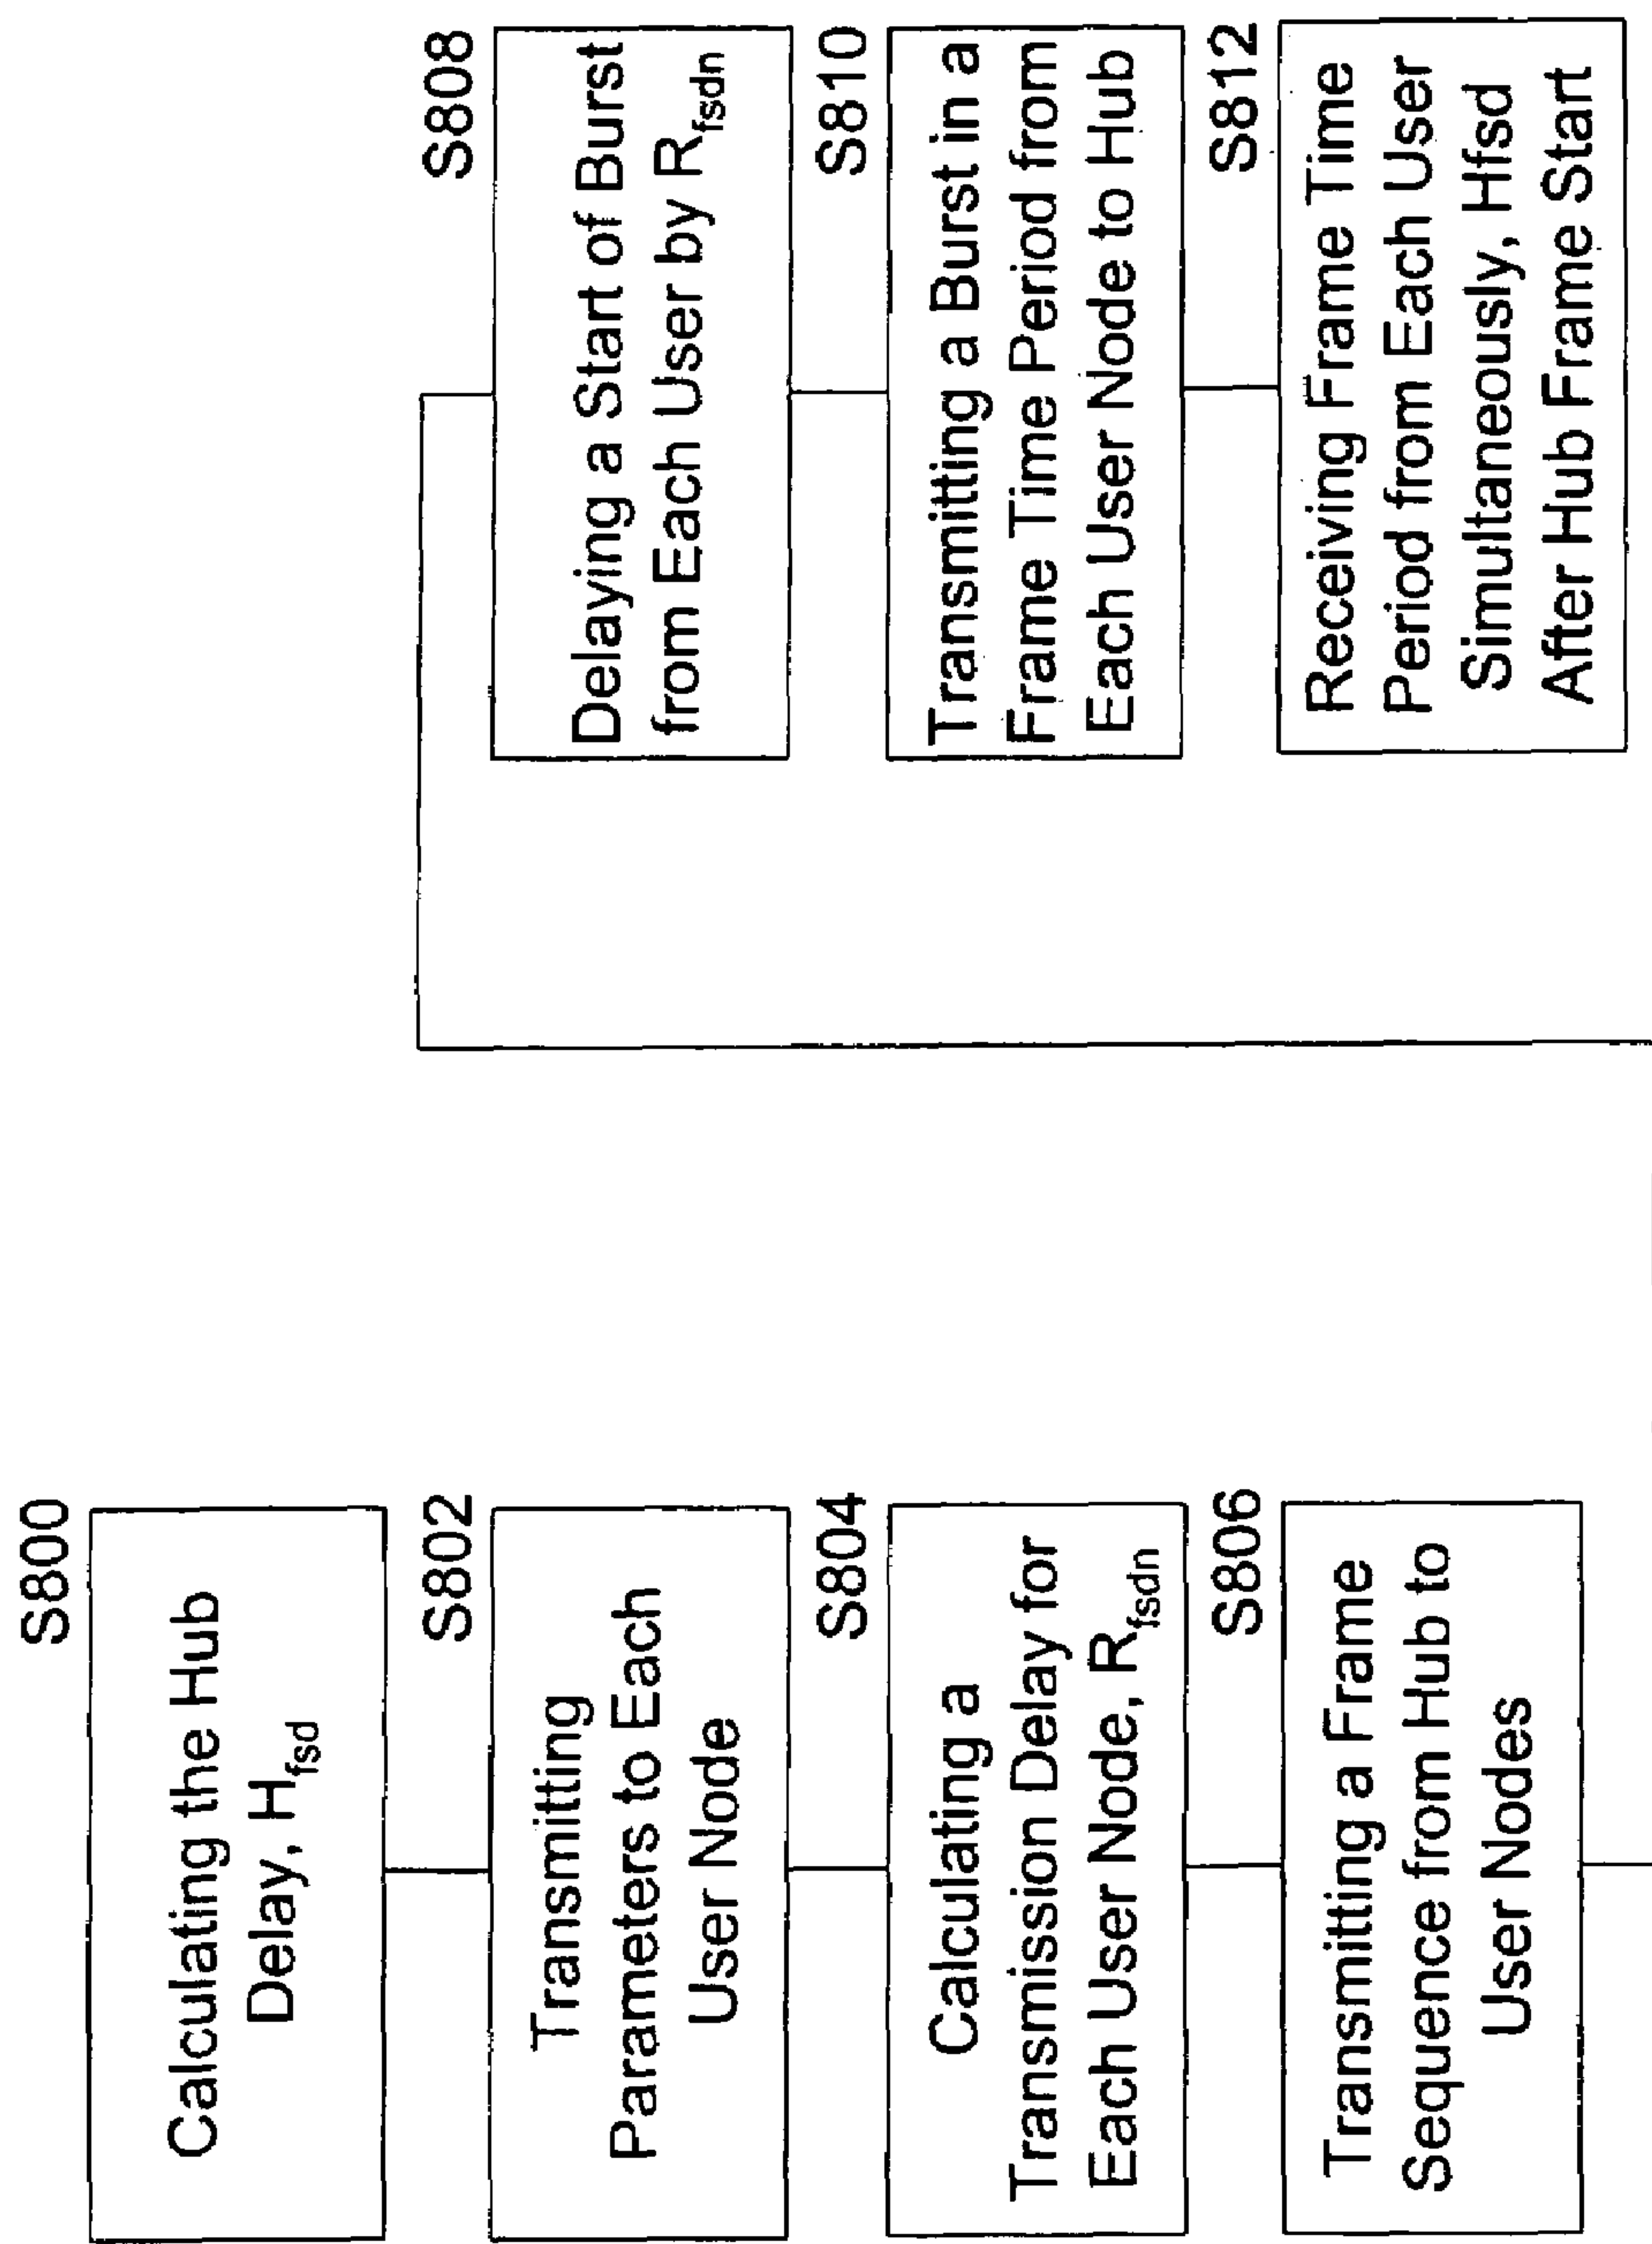 S800
Calculating the Hub
Delay, Hfsd
S802
Transmitting
Parameters to Each
User Node
S804
Calculating a
Transmission Delay for
Each User Node, Rfsdn
S806
Transmitting a Frame
Sequence from Hub to
User Nodes
S808
Delaying a Start of Burst
from Each User by Rfsdn
S810
Transmitting a Burst in a
Frame Time Period from
Each User Node to Hub
S812
Receiving Frame Time
Period from Each User
Simultaneously, Hfsd
After Hub Frame Start